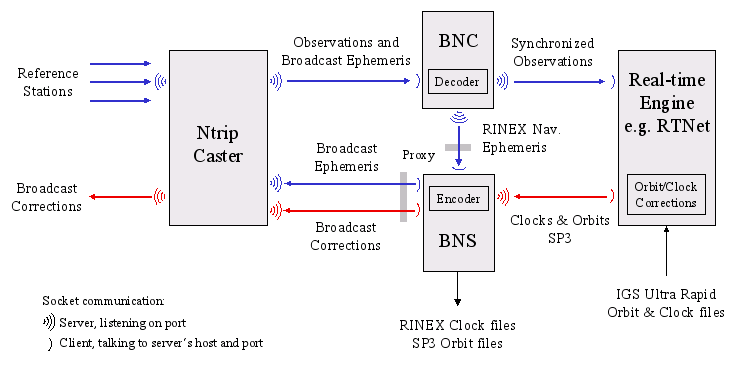 Reference
Stations
Ntrip
Caster
Observations and
Broadcast Ephemeris
BNC
Decoder
Synchronized
Observations
Real-time
Engine
e.g. RTNet
Orbit/Clock
Corrections
RINEX Nav.
Ephemeris
Broadcast
Ephemeris
Proxy
Broadcast
Corrections
Broadcast
Corrections
Encoder
BNS
Clocks & Orbits
SP3
IGS Ultra Rapid
Orbit & Clock files
RINEX Clock files
SP3 Orbit files
Socket communication:
Server, listening on port
Client, talking to server's host and port